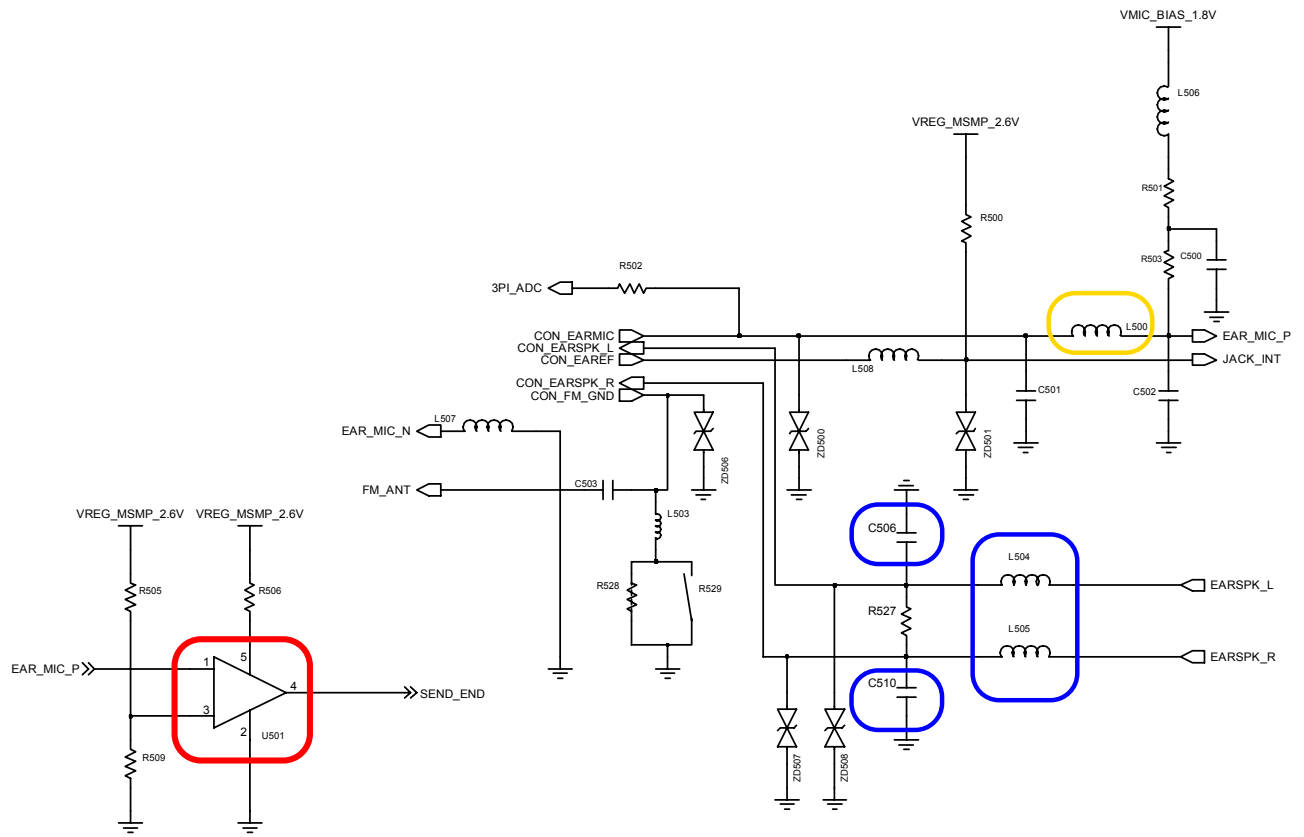 VMIC_BIAS_1.8V
L506
VREG_MSMP_2.6V
R501
R500
R503
C500
R502
3PI_ADC
L500
CON_EARMIC
EAR_MIC_P
CON_EARSPK_L
CON_EAREF
JACK_INT
L508
CON_EARSPK_R
CON_FM_GND
C501
C502
L507
EAR_MIC_N
ZD506
ZD500
ZD501
C503
FM_ANT
L503
VREG_MSMP_2.6V
VREG_MSMP_2.6V
C506
L504
R505
R506
R528
R529
EARSPK_L
R527
L505
EAR_MIC_P
1
5
EARSPK_R
4
SEND_END
C510
3
2
U501
R509
ZD507
ZD508